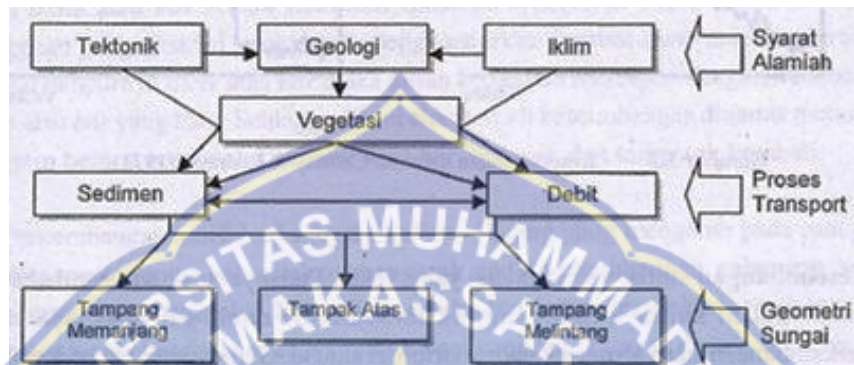 Tektonik
Geologi
Iklim
Syarat
Alamiah
Vegetasi
Sedimen
Debit
Proses
Transport
Tampang
Memanjang
Tampak Atas
Tampang
Melintang
Geometri
Sungai
SITAS MUHAMMAD
MAKASSAR